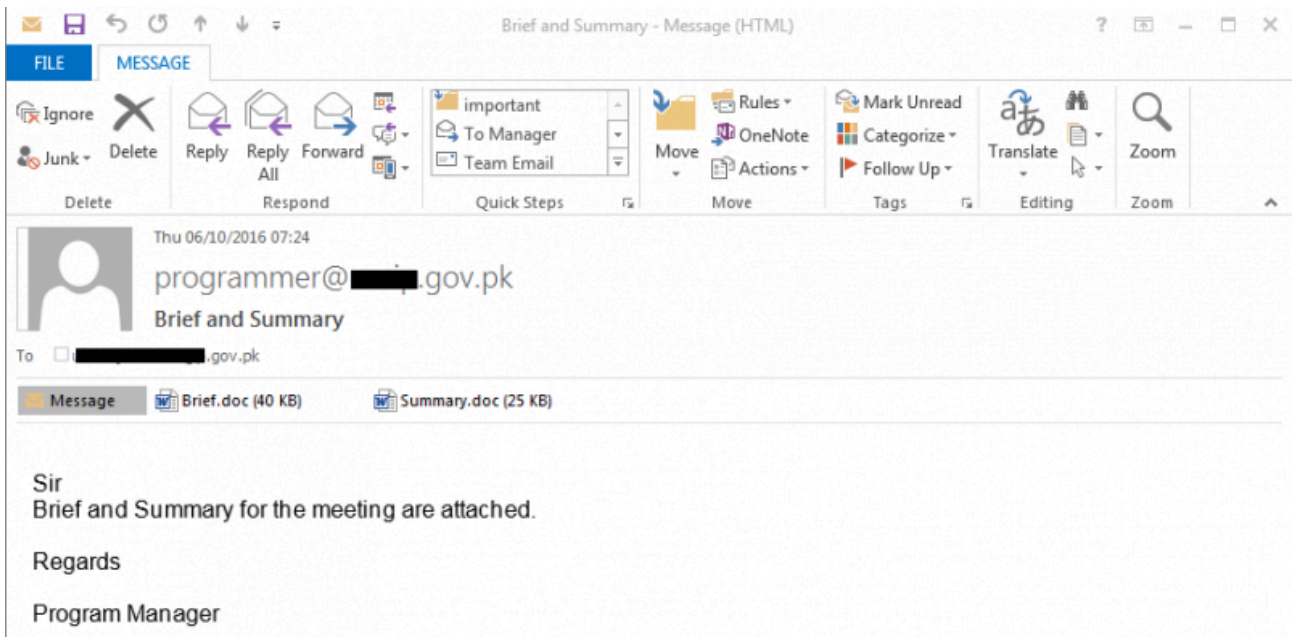 Brief and Summary - Message (HTML)
?
FILE MESSAGE
Ignore
Junk
Delete
Reply
Reply All
Forward
important
To Manager
Team Email
Move
Rules
OneNote
Actions
Mark Unread
Categorize
Follow Up
Translate
Zoom
Delete Respond Quick Steps Move Tags Editing Zoom
Thu 06/10/2016 07:24
programmer@ .gov.pk
Brief and Summary
To .gov.pk
Message Brief.doc (40 KB) Summary.doc (25 KB)
Sir
Brief and Summary for the meeting are attached.
Regards
Program Manager